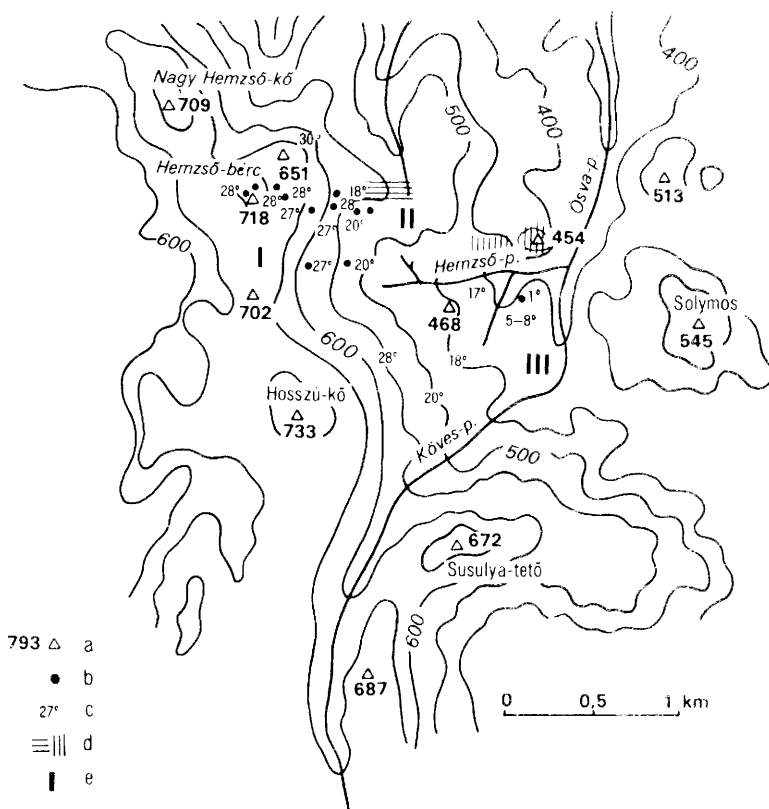 400
Nagy Hemzső-kő
709
500
400
30°
Hemzső-bérc
651
28°
28°
28°
18°
718
27°
28
20°
27°
II
513
Ósva-p.
454
600
Hemzső-p.
I
27°
20°
17°
1°
702
468
5–8°
Solymos
545
600
28°
18°
III
Hosszú-kő
20°
733
Köves-p.
500
672
Susulya-tető
600
793 a
b
687
0 0,5 1 km
27° c
d
e